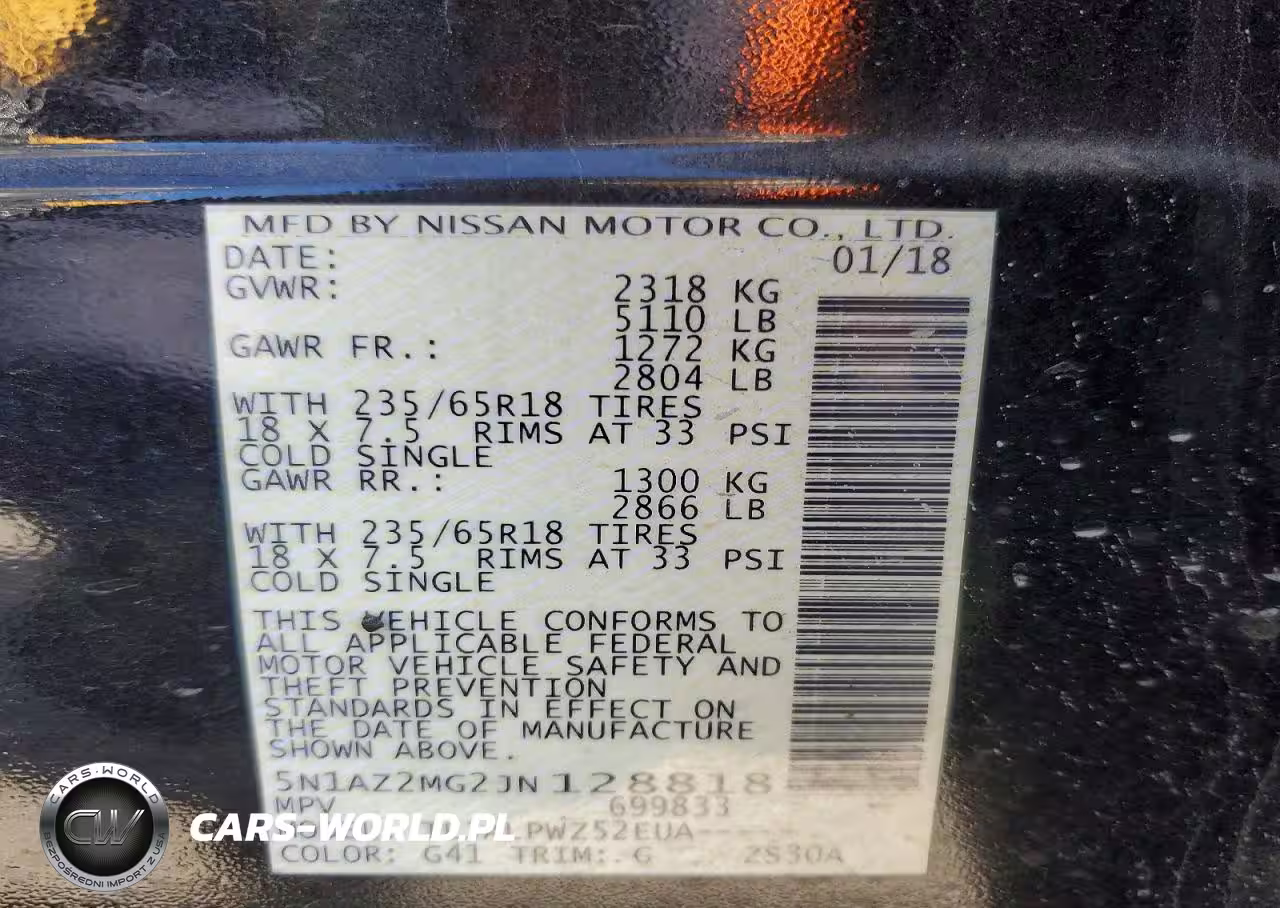 MFD BY NISSAN MOTOR CO., LTD.
DATE: 01/18
GVWR: 2318 KG
5110 LB
GAWR FR.: 1272 KG
2804 LB
WITH 235/65R18 TIRES
18 X 7.5 RIMS AT 33 PSI
COLD SINGLE
GAWR RR.: 1300 KG
2866 LB
WITH 235/65R18 TIRES
18 X 7.5 RIMS AT 33 PSI
COLD SINGLE
THIS VEHICLE CONFORMS TO
ALL APPLICABLE FEDERAL
MOTOR VEHICLE SAFETY AND
THEFT PREVENTION
STANDARDS IN EFFECT ON
THE DATE OF MANUFACTURE
SHOWN ABOVE.
5N1AZ2MG2JN128818
MPV 699833
LPWZ52EUA
COLOR: G41 TRIM: G
CARS-WORLD
CW
BEZPOŚREDNI IMPORT Z USA
CARS-WORLD.PL